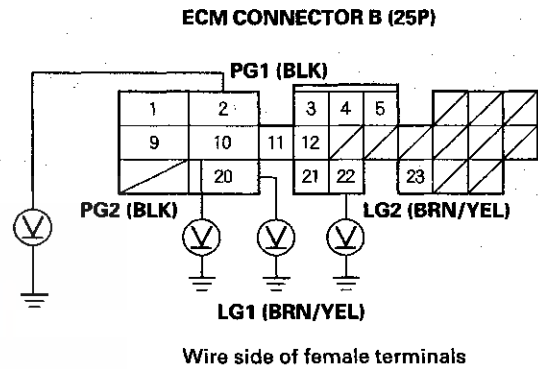 ECM CONNECTOR B (25P)
PG1 (BLK)
1 2 3 4 5
9 10 11 12
20 21 22 23
PG2 (BLK)
LG2 (BRN/YEL)
V
V V V
LG1 (BRN/YEL)
Wire side of female terminals